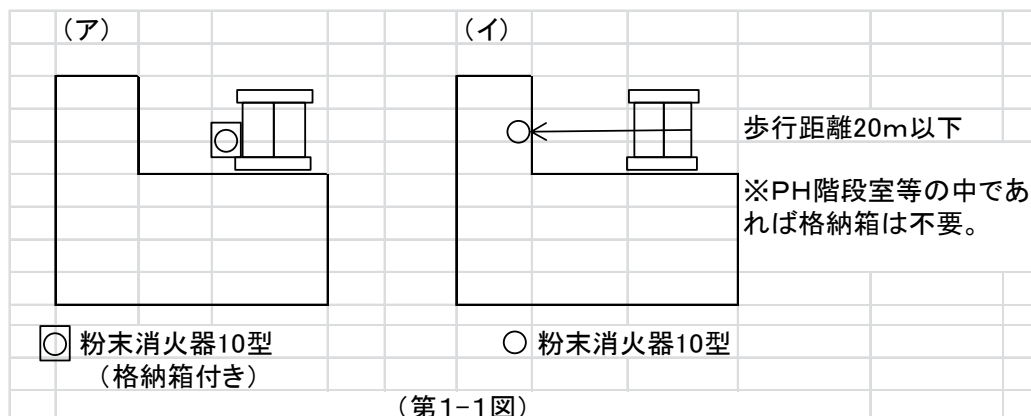 （ア）
（イ）
歩行距離20m以下
※PH階段室等の中であ
れば格納箱は不要。
粉末消火器10型
（格納箱付き）
粉末消火器10型
（第1-1図）